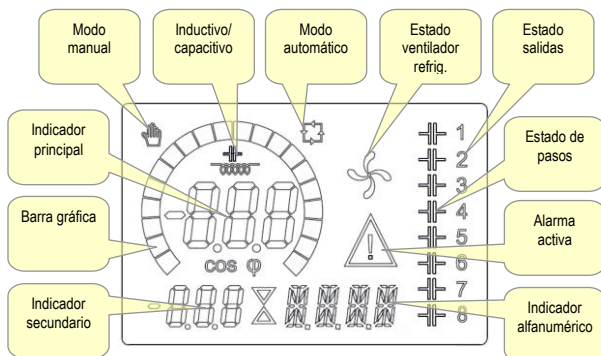 Modo
manual
Inductivo/
capacitivo
Modo
automático
Estado
ventilador
refrig.
Estado
salidas
Indicador
principal
Estado de
pasos
Barra gráfica
Alarma
activa
Indicador
secundario
Indicador
alfanumérico
1
2
3
4
5
6
7
8
cos φ